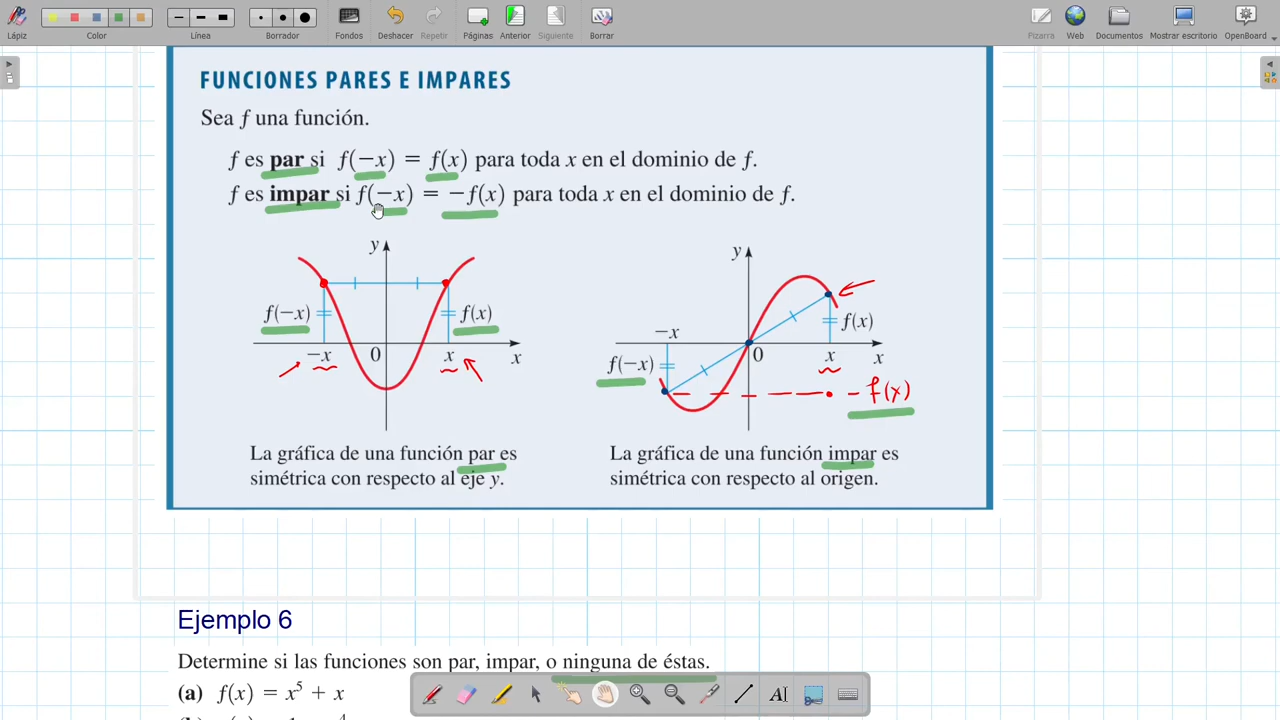 Lápiz Color Línea Borrador Fondos Deshacer Repetir Páginas Anterior Siguiente Borrar Pizarra Web Documentos Mostrar escritorio OpenBoard
FUNCIONES PARES E IMPARES
Sea f una función.
f es par si f(−x) = f(x) para toda x en el dominio de f.
f es impar si f(−x) = −f(x) para toda x en el dominio de f.
y
f(−x) f(x)
−x 0 x x
y
−x f(x)
f(−x) 0 x x
−f(x)
La gráfica de una función par es
simétrica con respecto al eje y.
La gráfica de una función impar es
simétrica con respecto al origen.
Ejemplo 6
Determine si las funciones son par, impar, o ninguna de éstas.
(a) f(x) = x⁵ + x